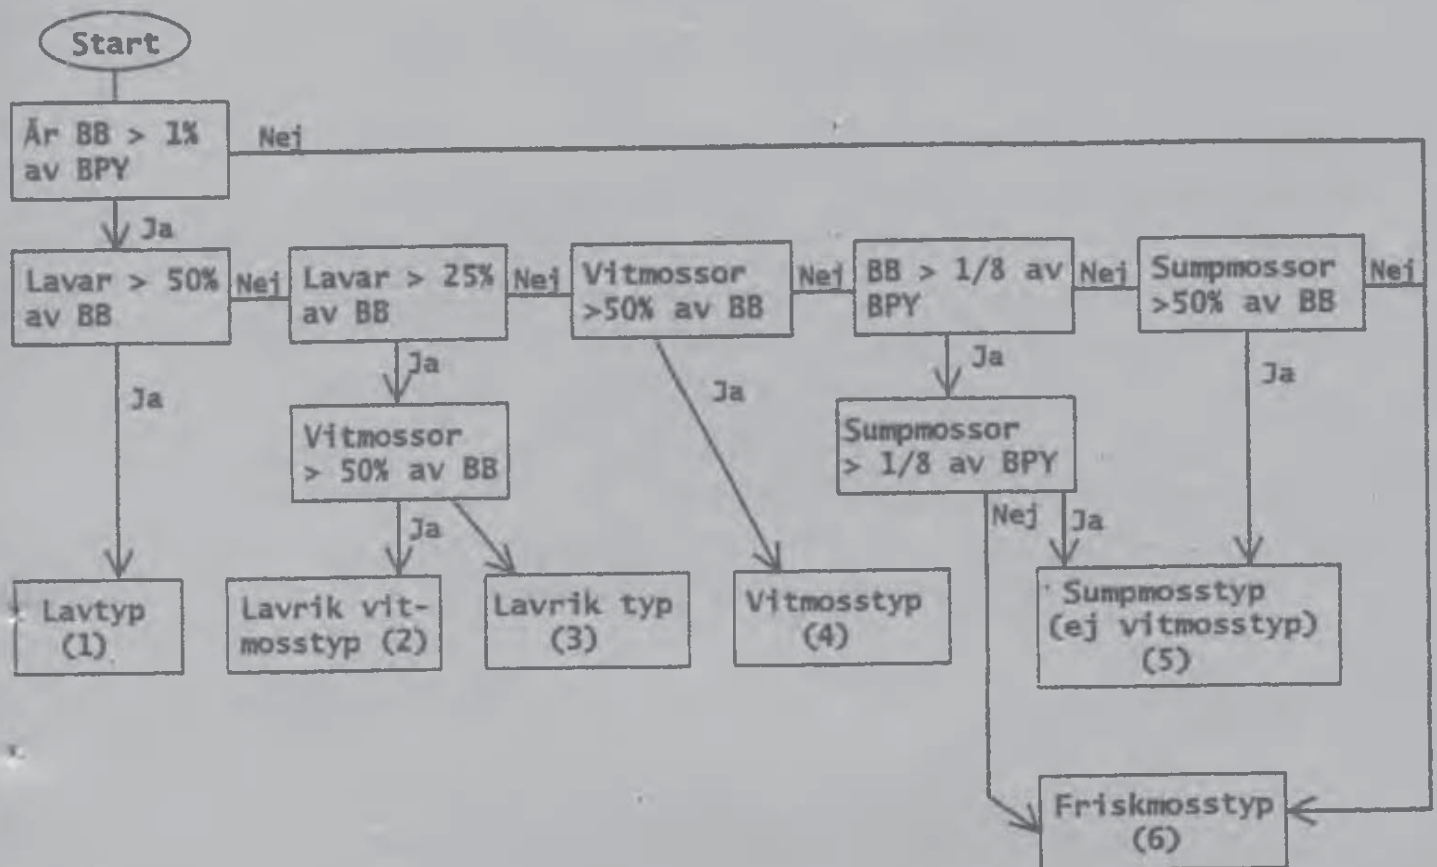 Start
Är BB > 1%
av BPY
Nej
Ja
Lavar > 50%
av BB
Nej
Lavar > 25%
av BB
Nej
Vitmossor
>50% av BB
Nej
BB > 1/8 av
BPY
Nej
Sumpmossor
>50% av BB
Nej
Ja
Ja
Ja
Ja
Ja
Vitmossor
> 50% av BB
Sumpmossor
> 1/8 av BPY
Ja
Nej
Ja
Lavtyp
(1)
Lavrik vit-
mosstyp (2)
Lavrik typ
(3)
Vitmosstyp
(4)
Sumpmosstyp
(ej vitmosstyp)
(5)
Friskmosstyp
(6)